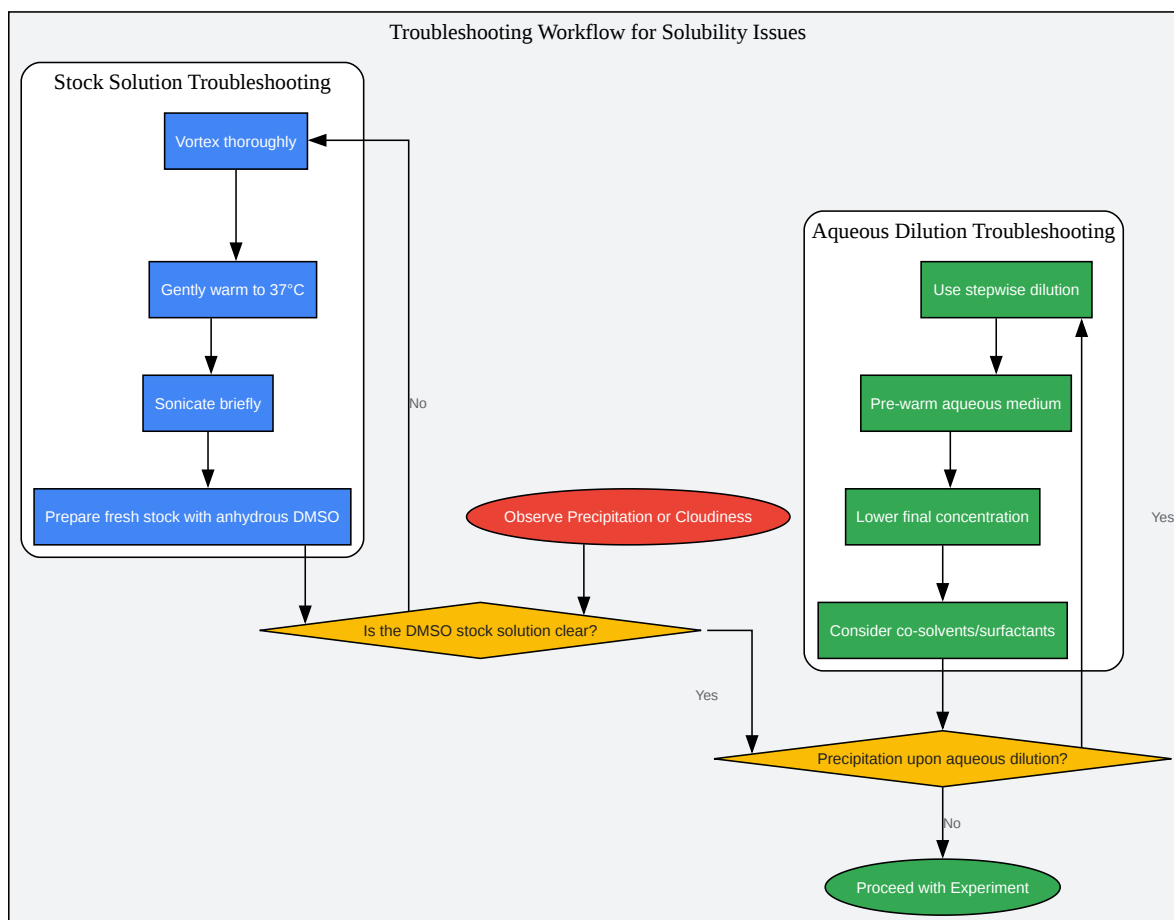 Troubleshooting Workflow for Solubility Issues
Stock Solution Troubleshooting
Vortex thoroughly
Gently warm to 37°C
Sonicate briefly
Prepare fresh stock with anhydrous DMSO
No
Observe Precipitation or Cloudiness
Is the DMSO stock solution clear?
Yes
Aqueous Dilution Troubleshooting
Use stepwise dilution
Pre-warm aqueous medium
Lower final concentration
Consider co-solvents/surfactants
Yes
Precipitation upon aqueous dilution?
No
Proceed with Experiment